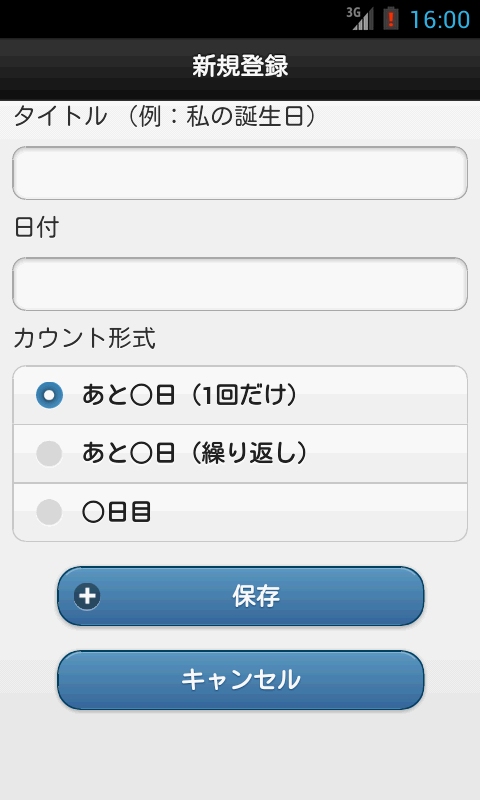 3G 16:00
新規登録
タイトル （例：私の誕生日）
日付
カウント形式
あと〇日（1回だけ）
あと〇日（繰り返し）
〇日目
保存
キャンセル